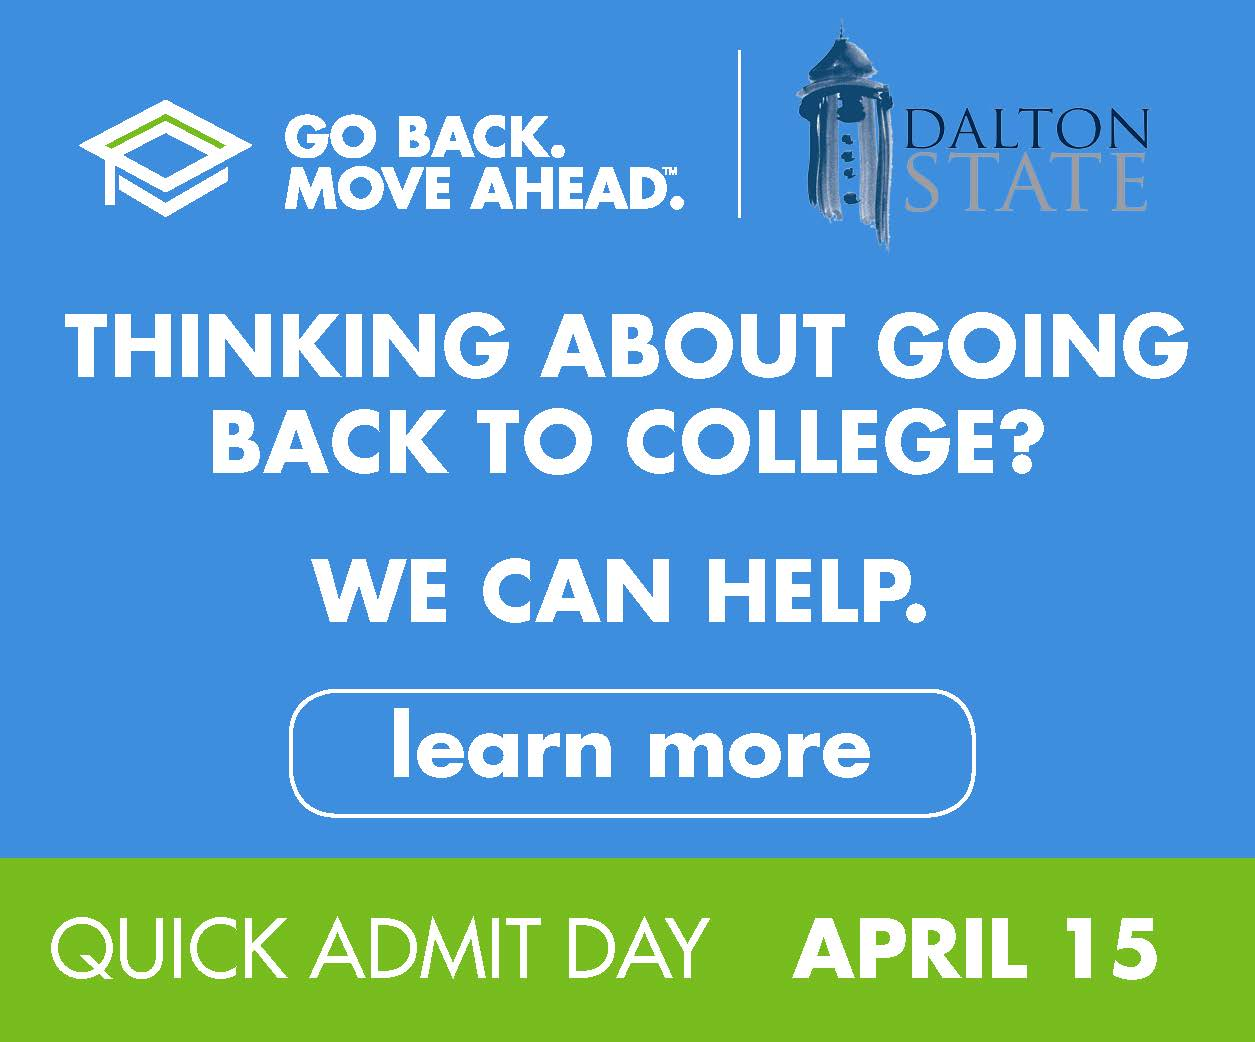 GO BACK.
MOVE AHEAD.™
DALTON
STATE
THINKING ABOUT GOING
BACK TO COLLEGE?
WE CAN HELP.
learn more
QUICK ADMIT DAY APRIL 15